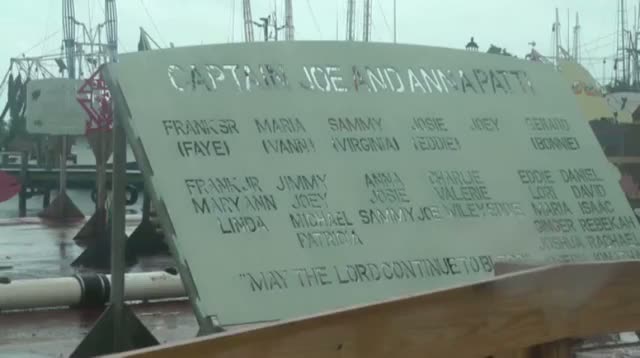 CAPTAIN JOE AND ANNA PATTI
FRANK SR MARIA SAMMY JOSIE JOEY GERARD
(FAYE) (VANN) (VIRGINIA) (EDDIE) (BONNIE)
FRANK JR JIMMY ANNA CHARLIE EDDIE DANIEL
MARY ANN JOEY JOSIE VALERIE LORI DAVID
LINDA MICHAEL SAMMY JOE MARIA ISAAC
PATRICIA GINGER REBEKAH
JOSHUA RACHAEL
"MAY THE LORD CONTINUE TO